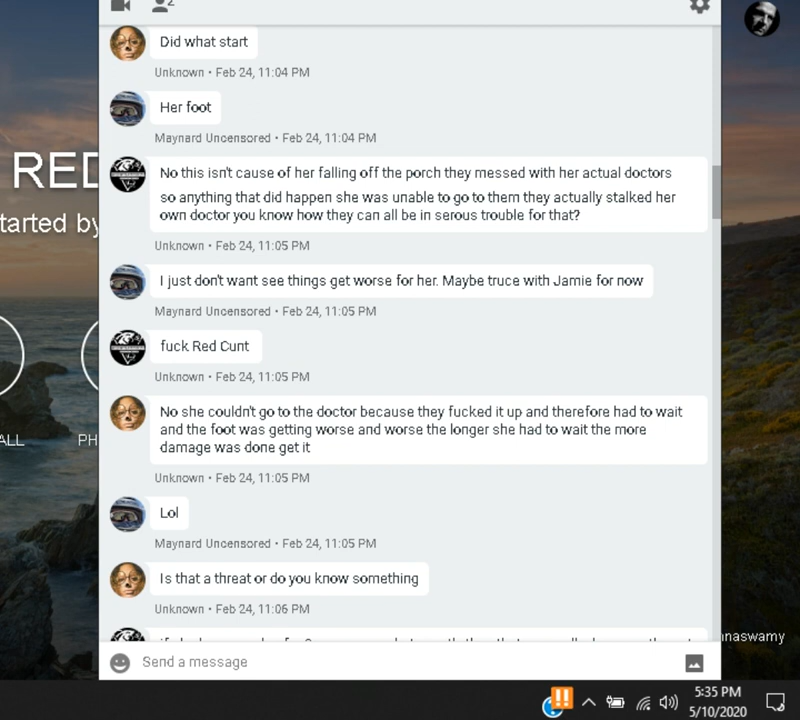 2
Did what start
Unknown • Feb 24, 11:04 PM
Her foot
Maynard Uncensored • Feb 24, 11:04 PM
RED
tarted by
No this isn't cause of her falling off the porch they messed with her actual doctors
so anything that did happen she was unable to go to them they actually stalked her
own doctor you know how they can all be in serous trouble for that?
Unknown • Feb 24, 11:05 PM
I just don't want see things get worse for her. Maybe truce with Jamie for now
Maynard Uncensored • Feb 24, 11:05 PM
fuck Red Cunt
Unknown • Feb 24, 11:05 PM
No she couldn't go to the doctor because they fucked it up and therefore had to wait
and the foot was getting worse and worse the longer she had to wait the more
damage was done get it
ALL
PH
Unknown • Feb 24, 11:05 PM
Lol
Maynard Uncensored • Feb 24, 11:05 PM
Is that a threat or do you know something
Unknown • Feb 24, 11:06 PM
nnaswamy
Send a message
5:35 PM
5/10/2020